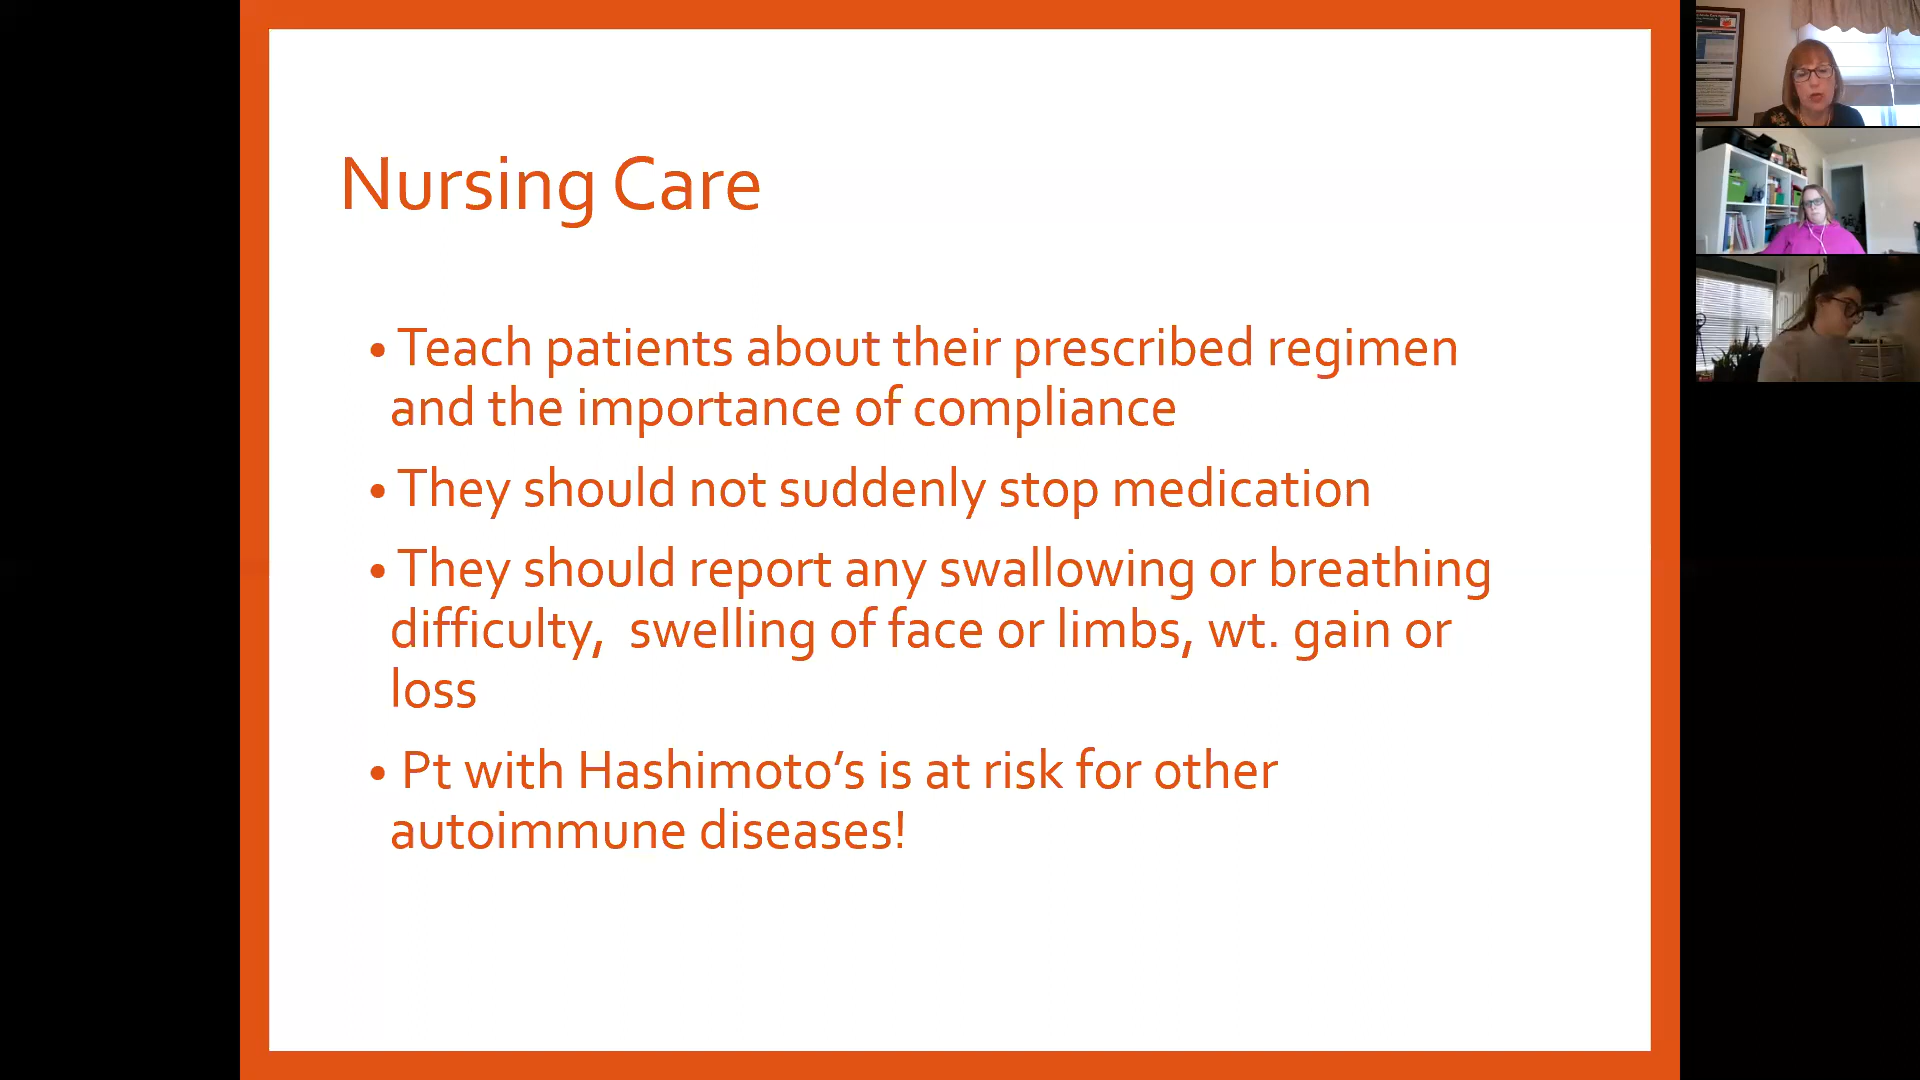 Nursing Care
• Teach patients about their prescribed regimen
and the importance of compliance
• They should not suddenly stop medication
• They should report any swallowing or breathing
difficulty,  swelling of face or limbs, wt. gain or
loss
• Pt with Hashimoto’s is at risk for other
autoimmune diseases!